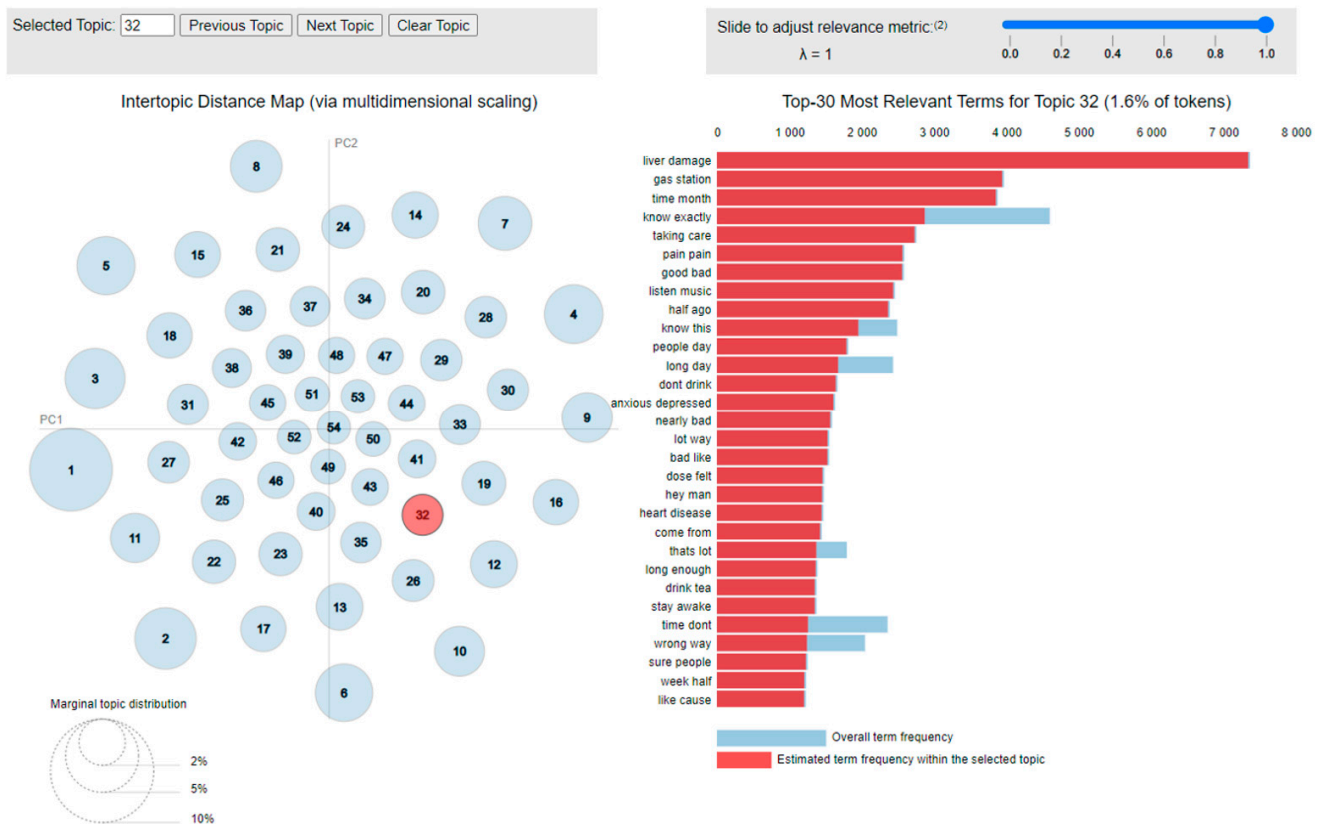 Selected Topic: 32 Previous Topic Next Topic Clear Topic
Slide to adjust relevance metric:(2)
λ = 1
0.0 0.2 0.4 0.6 0.8 1.0
Intertopic Distance Map (via multidimensional scaling)
PC2
PC1
8
24
14
7
5
15
21
36
37
34
20
28
4
18
39
48
47
29
38
3
30
31
45
51
53
44
9
33
54
42
52
50
1
27
49
41
46
43
19
25
16
40
32
11
35
22
23
12
26
13
2
17
10
6
Marginal topic distribution
2%
5%
10%
Top-30 Most Relevant Terms for Topic 32 (1.6% of tokens)
0 1 000 2 000 3 000 4 000 5 000 6 000 7 000 8 000
liver damage
gas station
time month
know exactly
taking care
pain pain
good bad
listen music
half ago
know this
people day
long day
dont drink
anxious depressed
nearly bad
lot way
bad like
dose felt
hey man
heart disease
come from
thats lot
long enough
drink tea
stay awake
time dont
wrong way
sure people
week half
like cause
Overall term frequency
Estimated term frequency within the selected topic